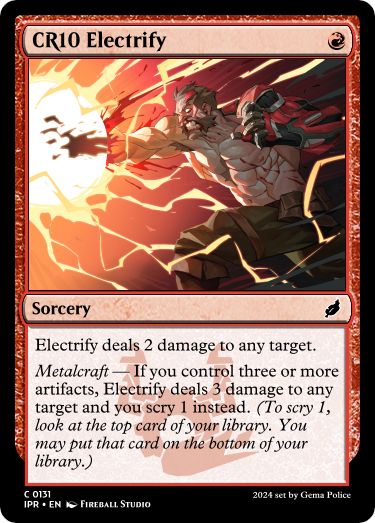 CR10 Electrify
Sorcery
Electrify deals 2 damage to any target.
Metalcraft — If you control three or more
artifacts, Electrify deals 3 damage to any
target and you scry 1 instead. (To scry 1,
look at the top card of your library. You
may put that card on the bottom of your
library.)
C 0131
IPR • EN Fireball Studio
2024 set by Gema Police